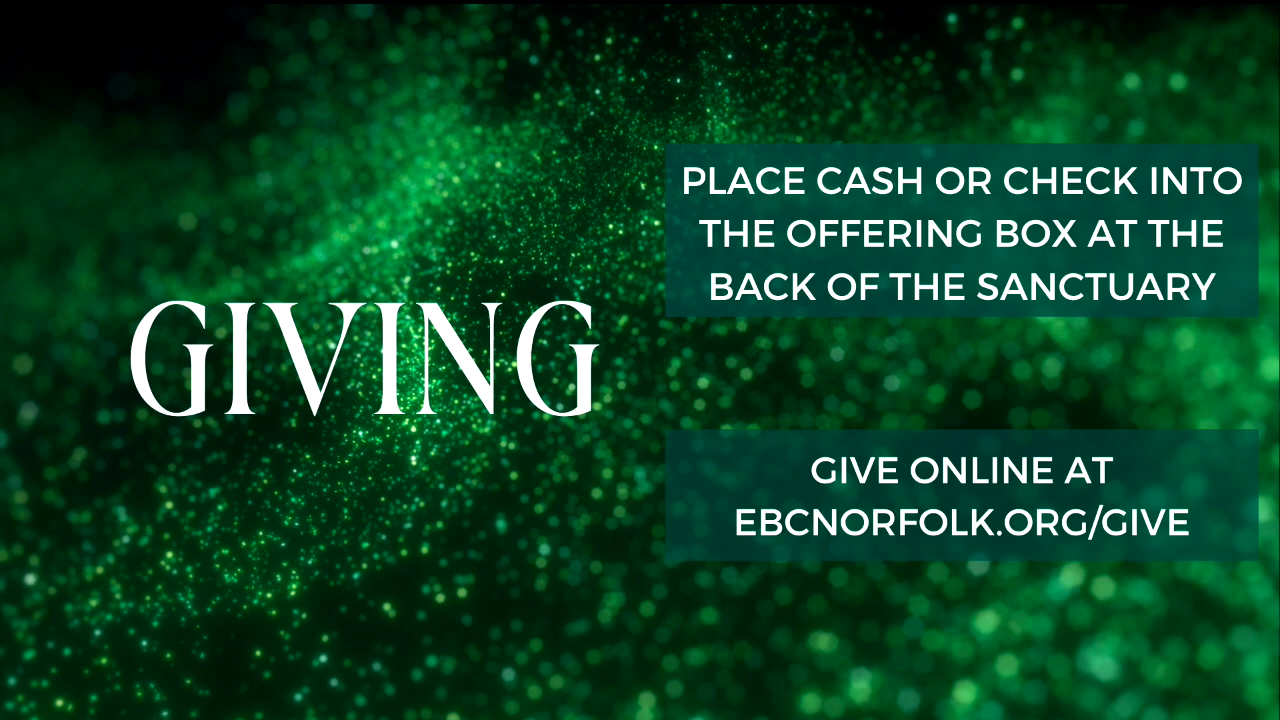 GIVING
PLACE CASH OR CHECK INTO
THE OFFERING BOX AT THE
BACK OF THE SANCTUARY
GIVE ONLINE AT
EBCNORFOLK.ORG/GIVE